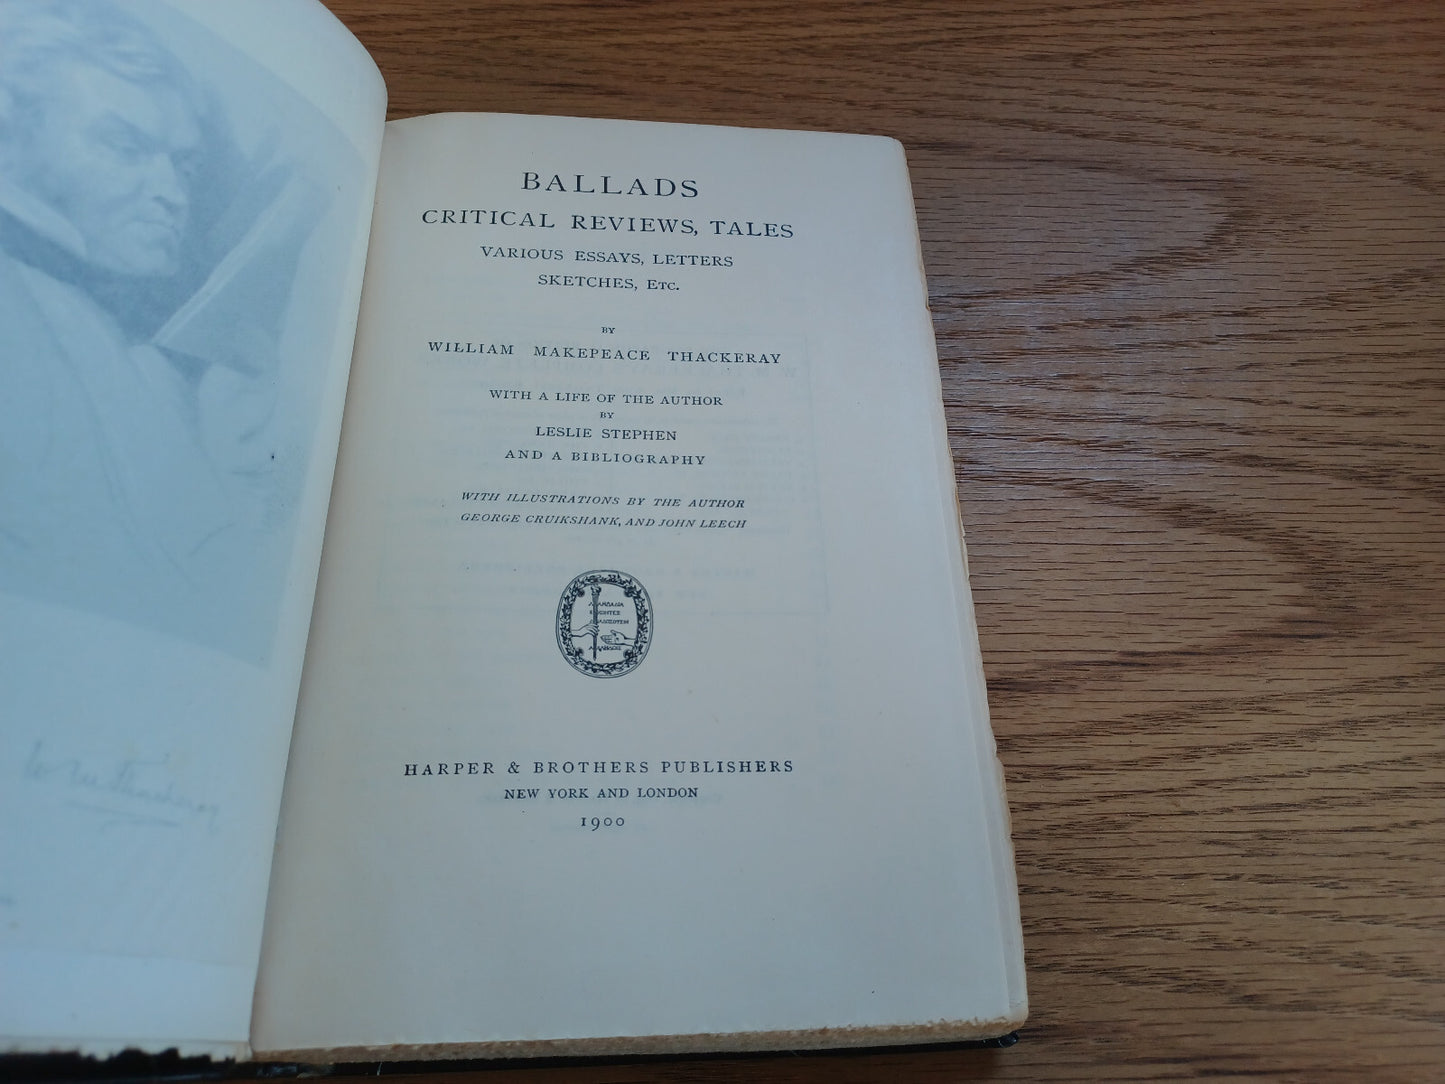 BALLADS
CRITICAL REVIEWS, TALES
VARIOUS ESSAYS, LETTERS
SKETCHES, ETC.
BY
WILLIAM MAKEPEACE THACKERAY
WITH A LIFE OF THE AUTHOR
BY
LESLIE STEPHEN
AND A BIBLIOGRAPHY
WITH ILLUSTRATIONS BY THE AUTHOR
GEORGE CRUIKSHANK, AND JOHN LEECH
HARPER & BROTHERS PUBLISHERS
NEW YORK AND LONDON
1900
W M Thackeray